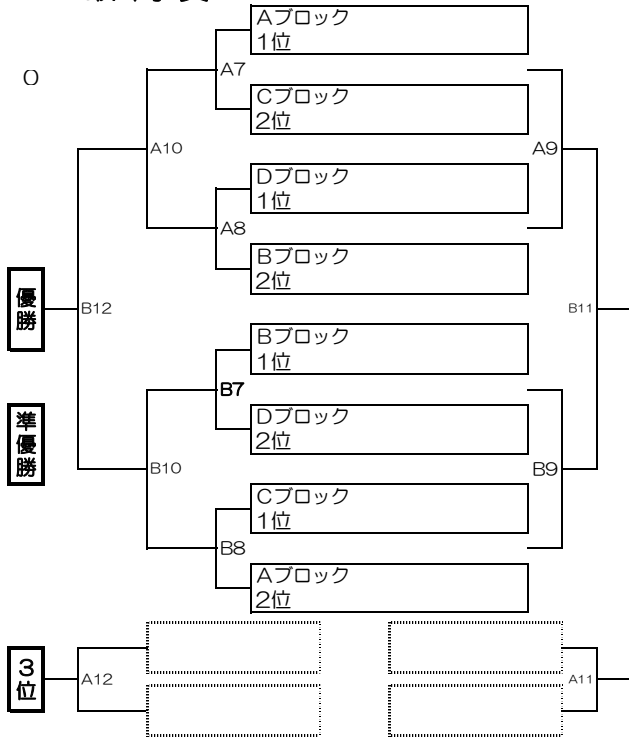 Aブロック
1位
0
A7
Cブロック
2位
A10
A9
Dブロック
1位
A8
Bブロック
2位
優勝
B12
B11
Bブロック
1位
B7
準優勝
Dブロック
2位
B10
B9
Cブロック
1位
B8
Aブロック
2位
3位
A12
A11